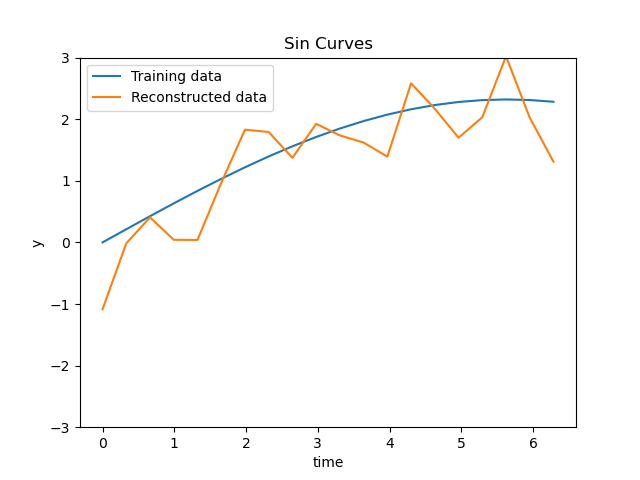 Sin Curves
Training data
Reconstructed data
3
2
1
0
−1
−2
−3
y
0 1 2 3 4 5 6
time